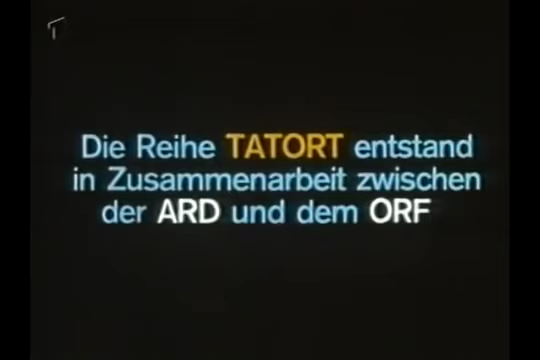 Die Reihe TATORT entstand
in Zusammenarbeit zwischen
der ARD und dem ORF